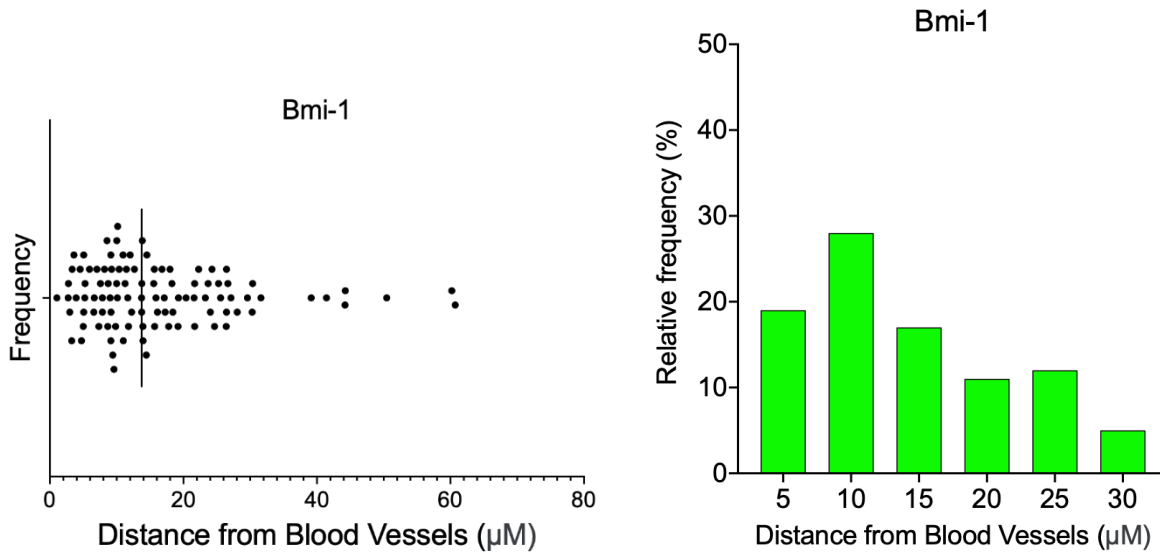 Bmi-1
Frequency
0 20 40 60 80
Distance from Blood Vessels (µM)
Bmi-1
Relative frequency (%)
50
40
30
20
10
0
5 10 15 20 25 30
Distance from Blood Vessels (µM)